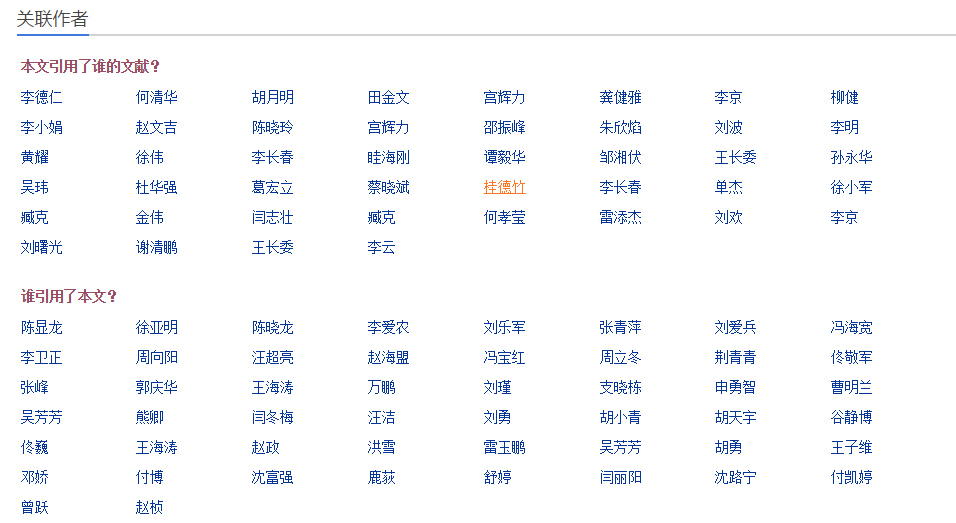 关联作者
本文引用了谁的文献？
李德仁 何清华 胡月明 田金文 宫辉力 龚健雅 李京 柳健
李小娟 赵文吉 陈晓玲 宫辉力 邵振峰 朱欣焰 刘波 李明
黄耀 徐伟 李长春 眭海刚 谭毅华 邹湘伏 王长委 孙永华
吴玮 杜华强 葛宏立 蔡晓斌 桂德竹 李长春 单杰 徐小军
臧克 金伟 闫志壮 臧克 何孝莹 雷添杰 刘欢 李京
刘曙光 谢清鹏 王长委 李云
谁引用了本文？
陈显龙 徐亚明 陈晓龙 李爱农 刘乐军 张青萍 刘爱兵 冯海宽
李卫正 周向阳 汪超亮 赵海盟 冯宝红 周立冬 荆青青 佟敬军
张峰 郭庆华 王海涛 万鹏 刘瑾 支晓栋 申勇智 曹明兰
吴芳芳 熊卿 闫冬梅 汪洁 刘勇 胡小青 胡天宇 谷静博
佟巍 王海涛 赵政 洪雪 雷玉鹏 吴芳芳 胡勇 王子维
邓娇 付博 沈富强 鹿荻 舒婷 闫丽阳 沈路宁 付凯婷
曾跃 赵桢